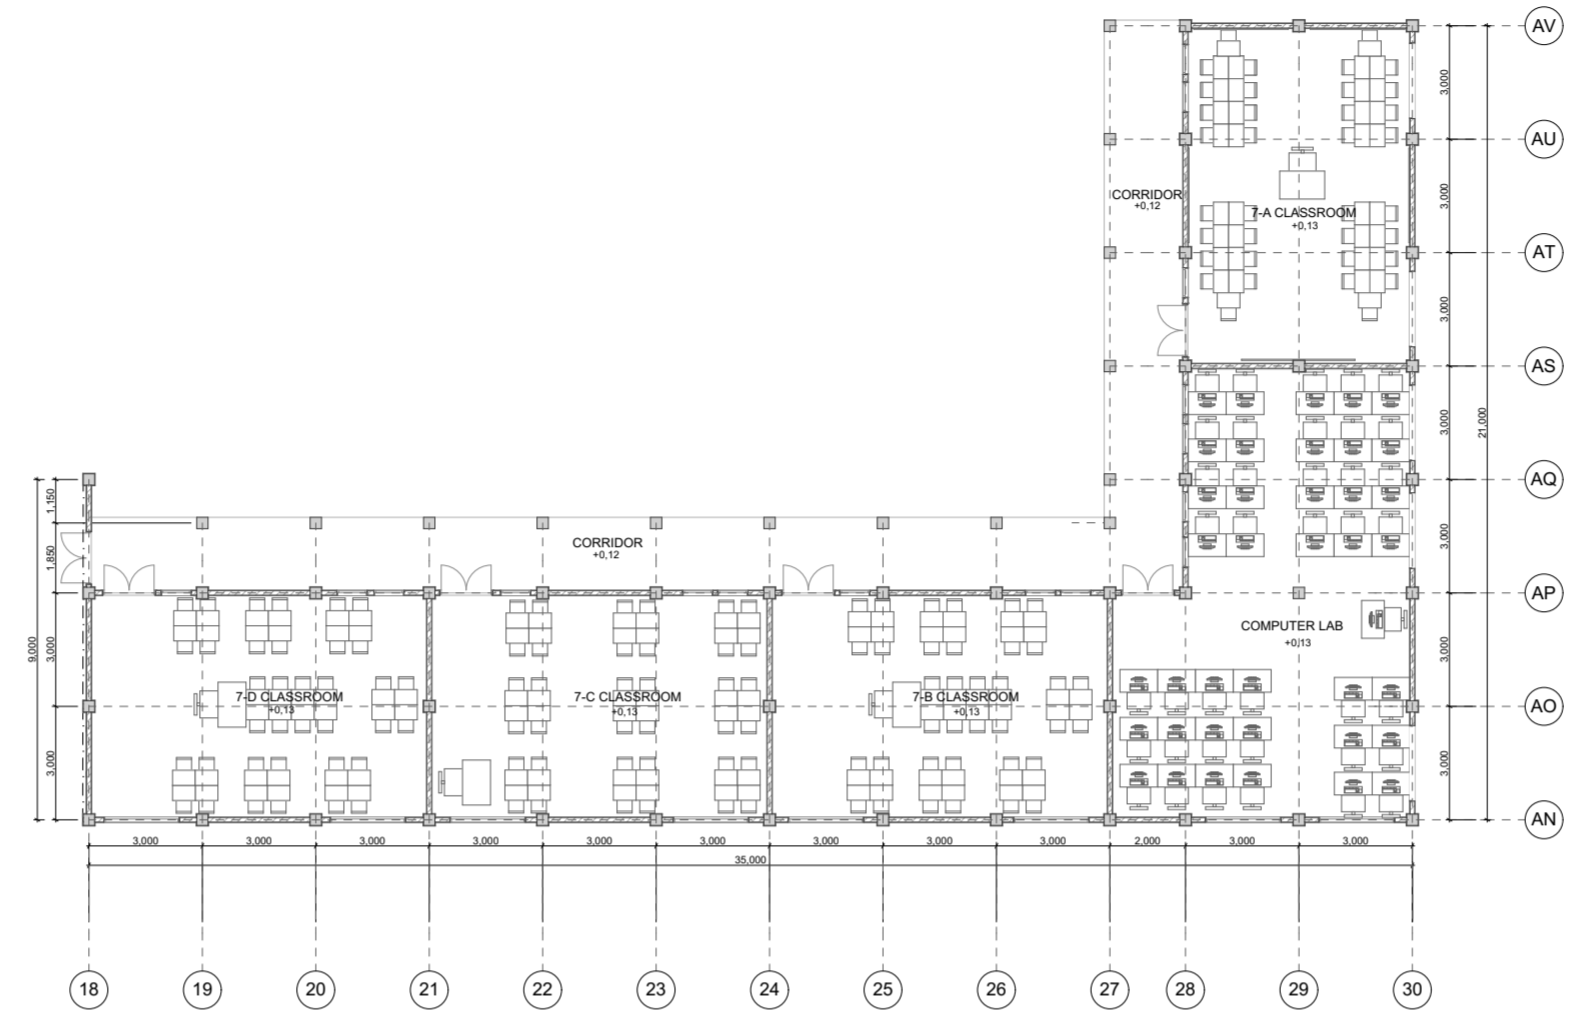 AV
3,000
AU
CORRIDOR
+0,12
3,000
7-A CLASSROOM
+0,13
AT
3,000
AS
3,000
21,000
AQ
1,150
CORRIDOR
+0,12
1,850
3,000
AP
COMPUTER LAB
+0,13
9,000
3,000
3,000
7-D CLASSROOM
+0,13
7-C CLASSROOM
+0,13
7-B CLASSROOM
+0,13
AO
3,000
3,000
AN
3,000 3,000 3,000 3,000 3,000 3,000 3,000 3,000 3,000 2,000 3,000 3,000
35,000
18 19 20 21 22 23 24 25 26 27 28 29 30